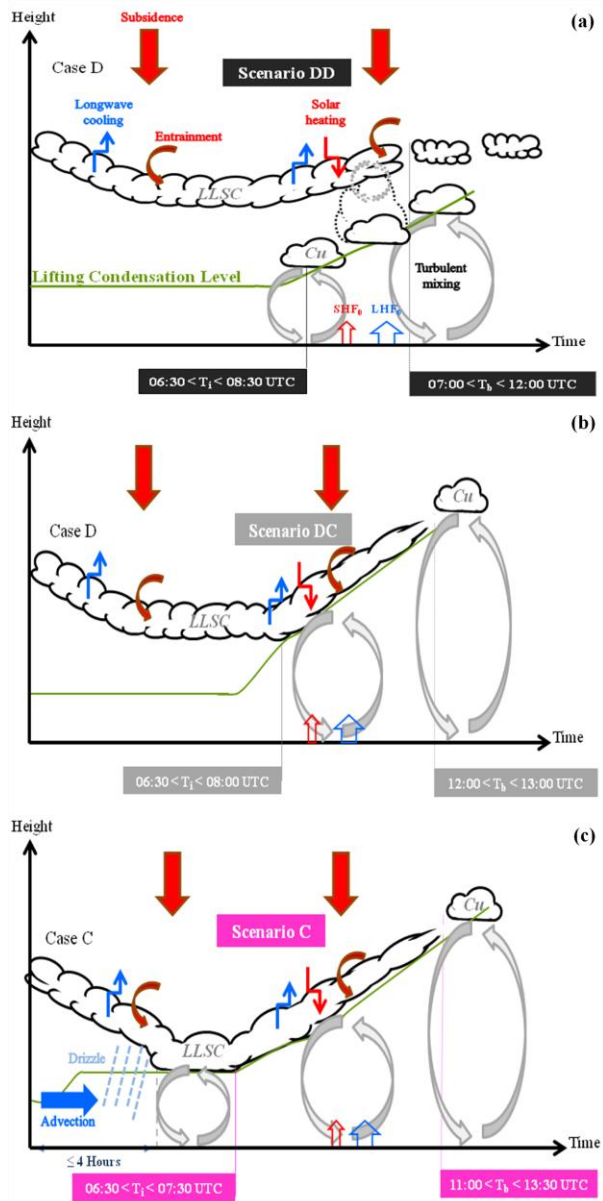 Height
Subsidence
(a)
Case D
Scenario DD
Longwave
cooling
Entrainment
Solar
heating
LLSC
Cu
Lifting Condensation Level
Turbulent
mixing
SHF₀
LHF₀
Time
06:30 < Tᵢ < 08:30 UTC
07:00 < T_b < 12:00 UTC
Height
(b)
Case D
Scenario DC
Cu
LLSC
Time
06:30 < Tᵢ < 08:00 UTC
12:00 < T_b < 13:00 UTC
Height
(c)
Case C
Scenario C
Cu
LLSC
Drizzle
Advection
Time
≤ 4 Hours
06:30 < Tᵢ < 07:30 UTC
11:00 < T_b < 13:30 UTC